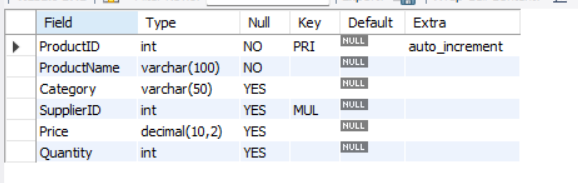 Field Type Null Key Default Extra
ProductID int NO PRI NULL auto_increment
ProductName varchar(100) NO NULL
Category varchar(50) YES NULL
SupplierID int YES MUL NULL
Price decimal(10,2) YES NULL
Quantity int YES NULL